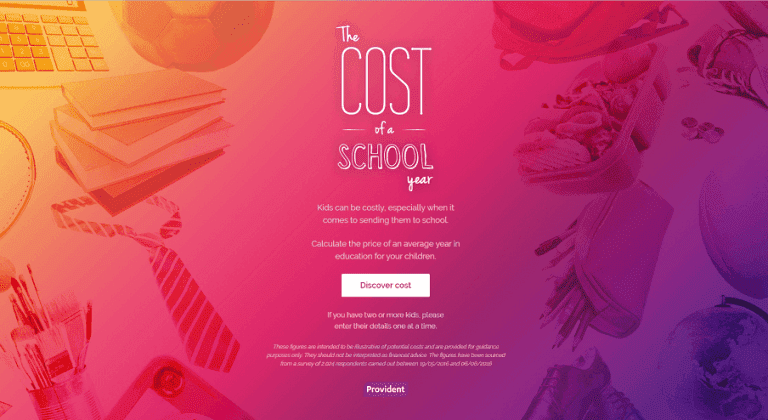 The
COST
of a
SCHOOL
year
Kids can be costly, especially when it
comes to sending them to school.
Calculate the price of an average year in
education for your children.
Discover cost
If you have two or more kids, please
enter their details one at a time.
These figures are intended to be illustrative of potential costs and are provided for guidance
purposes only. They should not be interpreted as financial advice. The figures have been sourced
from a survey of 2,001 respondents carried out between 19/05/2016 and 06/06/2016
Provident